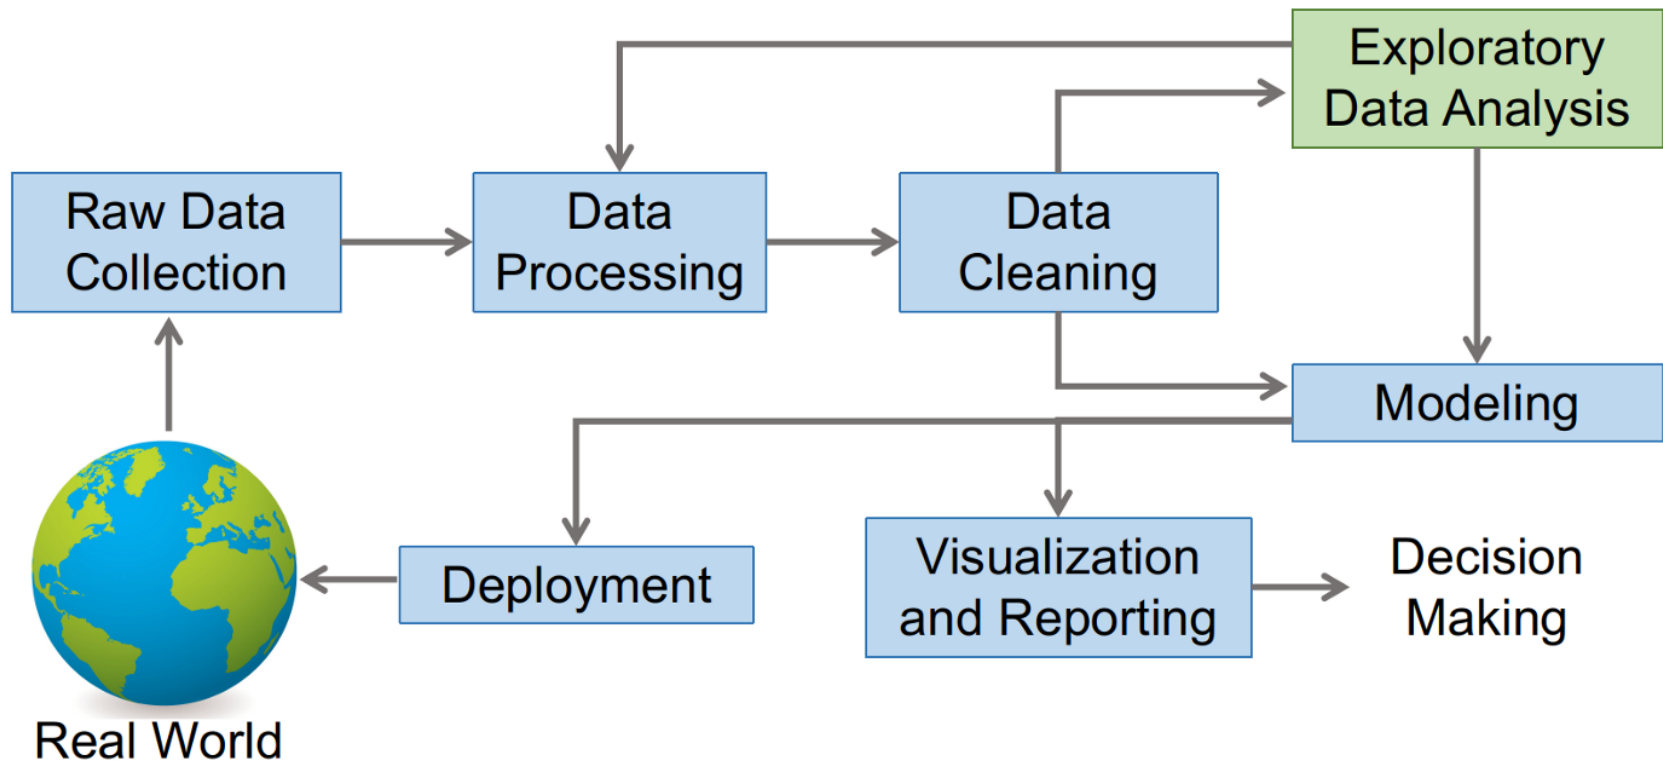 Exploratory
Data Analysis
Raw Data
Collection
Data
Processing
Data
Cleaning
Modeling
Deployment
Visualization
and Reporting
Decision
Making
Real World